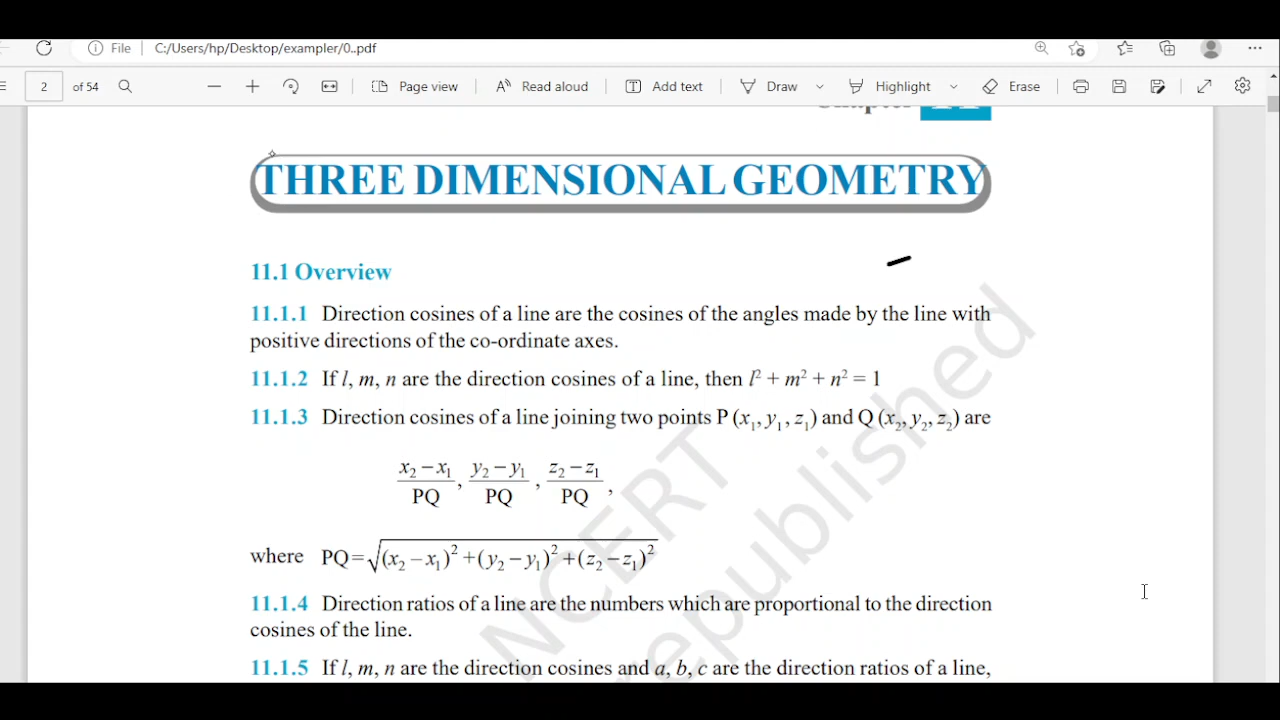 File | C:/Users/hp/Desktop/exampler/0..pdf
2 of 54 Page view Read aloud Add text Draw Highlight Erase
THREE DIMENSIONAL GEOMETRY
11.1 Overview
11.1.1 Direction cosines of a line are the cosines of the angles made by the line with
positive directions of the co-ordinate axes.
11.1.2 If l, m, n are the direction cosines of a line, then l² + m² + n² = 1
11.1.3 Direction cosines of a line joining two points P (x₁, y₁, z₁) and Q (x₂, y₂, z₂) are
(x₂ − x₁)/PQ , (y₂ − y₁)/PQ , (z₂ − z₁)/PQ ,
where PQ=√((x₂ − x₁)² + (y₂ − y₁)² + (z₂ − z₁)²)
11.1.4 Direction ratios of a line are the numbers which are proportional to the direction
cosines of the line.
11.1.5 If l, m, n are the direction cosines and a, b, c are the direction ratios of a line,
NCERT
republished